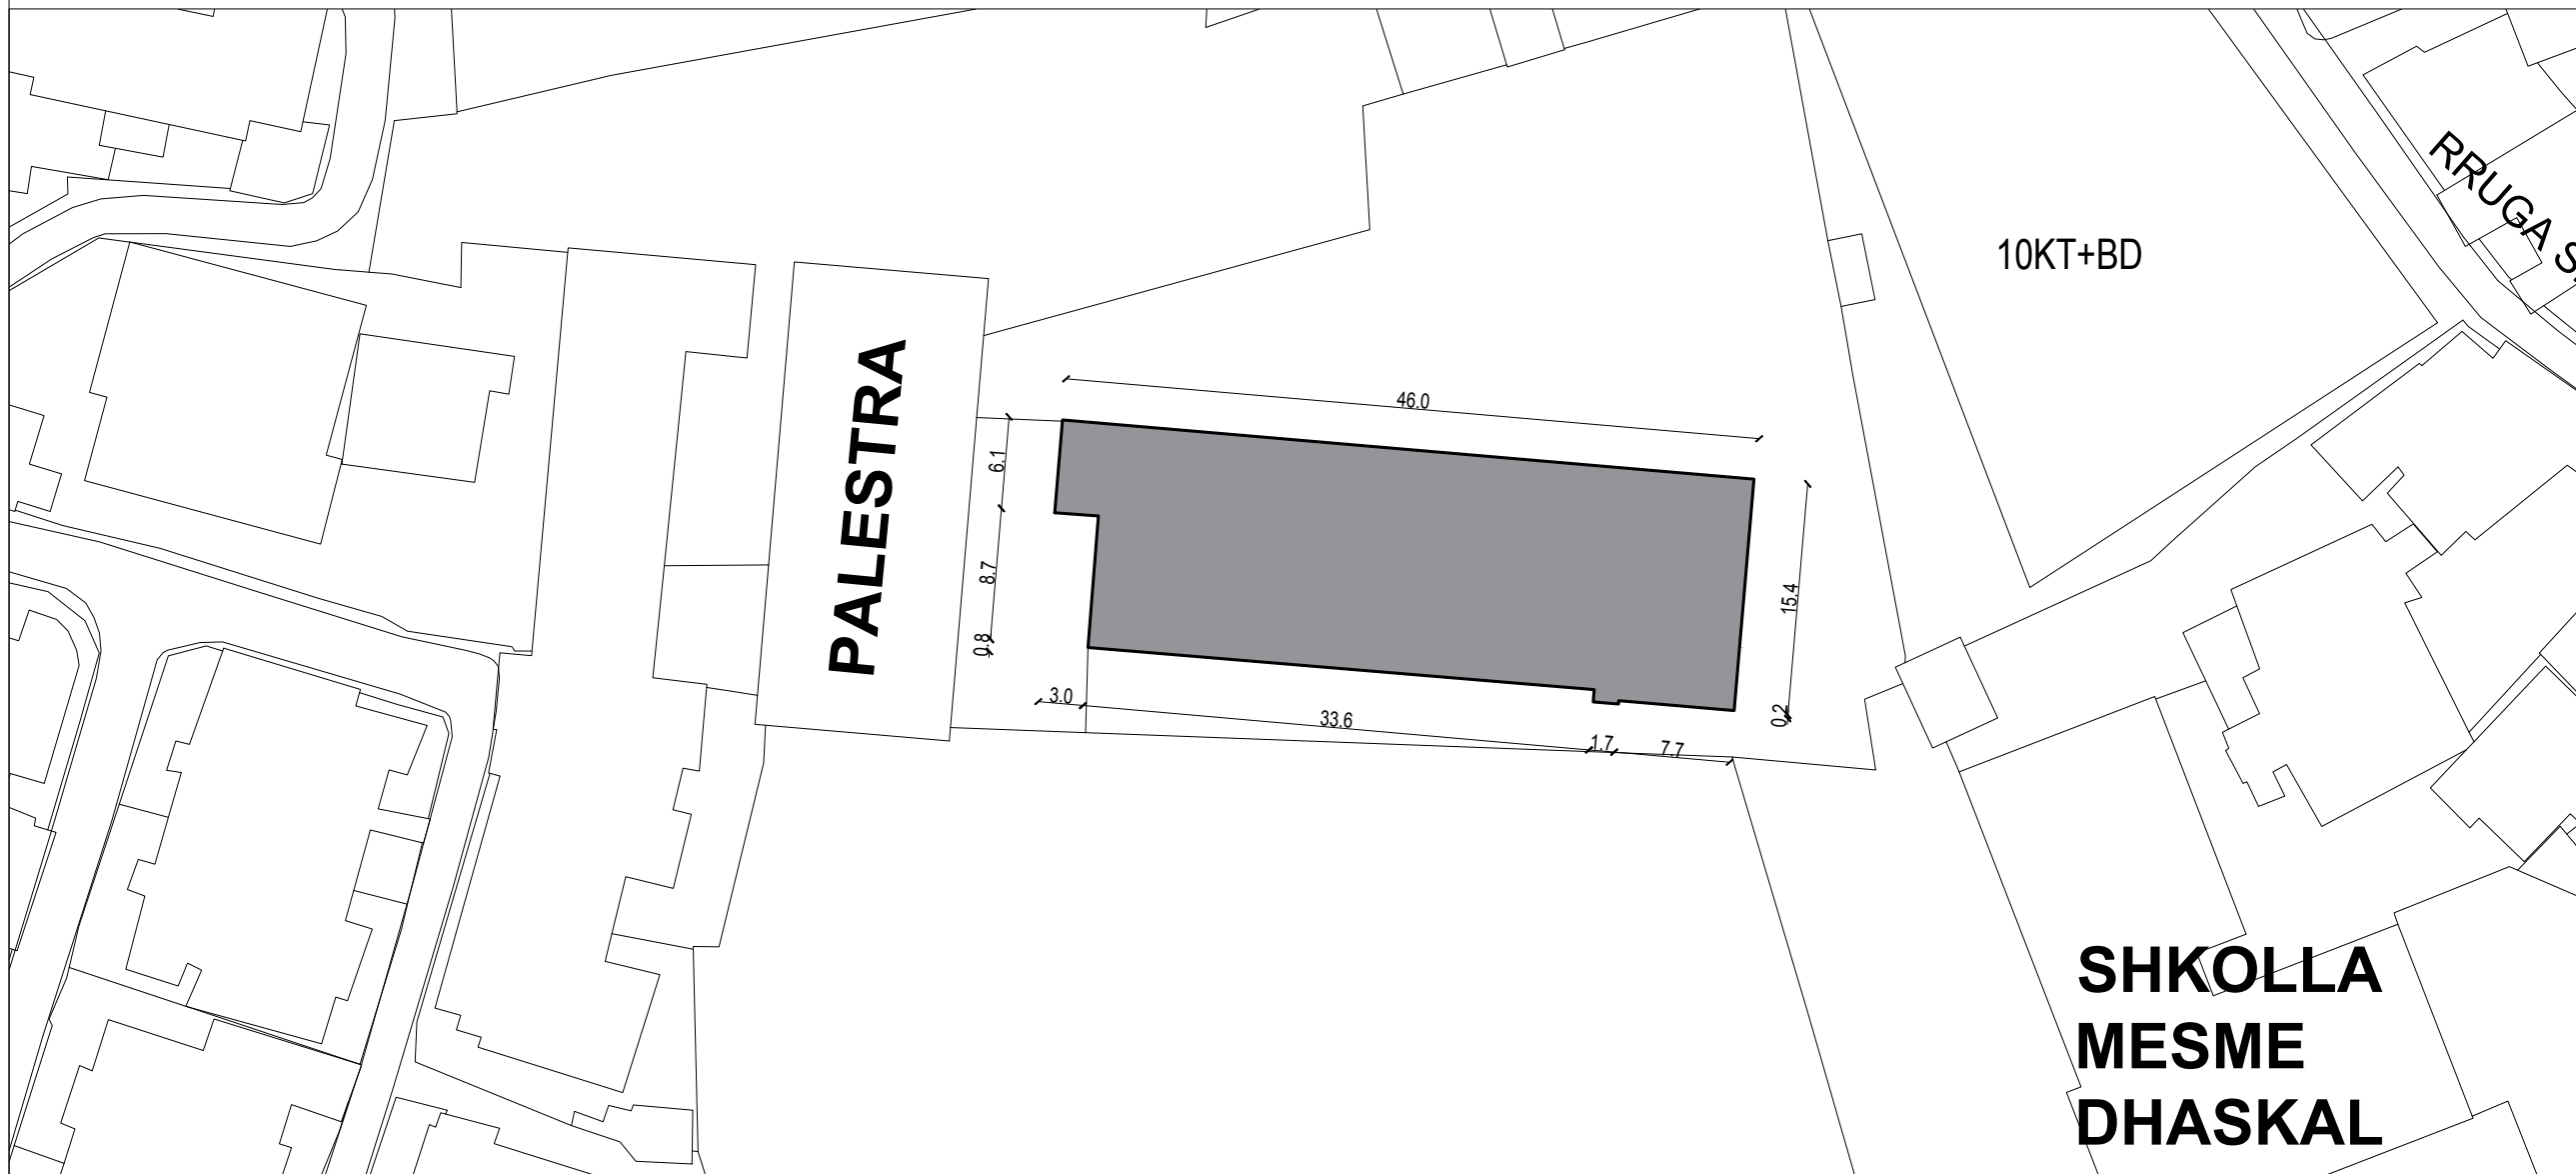 RRUGA
10KT+BD
PALESTRA
46.0
6.1
8.7
0.8
15.4
0.2
3.0
33.6
1.7
7.7
SHKOLLA
MESME
DHASKAL